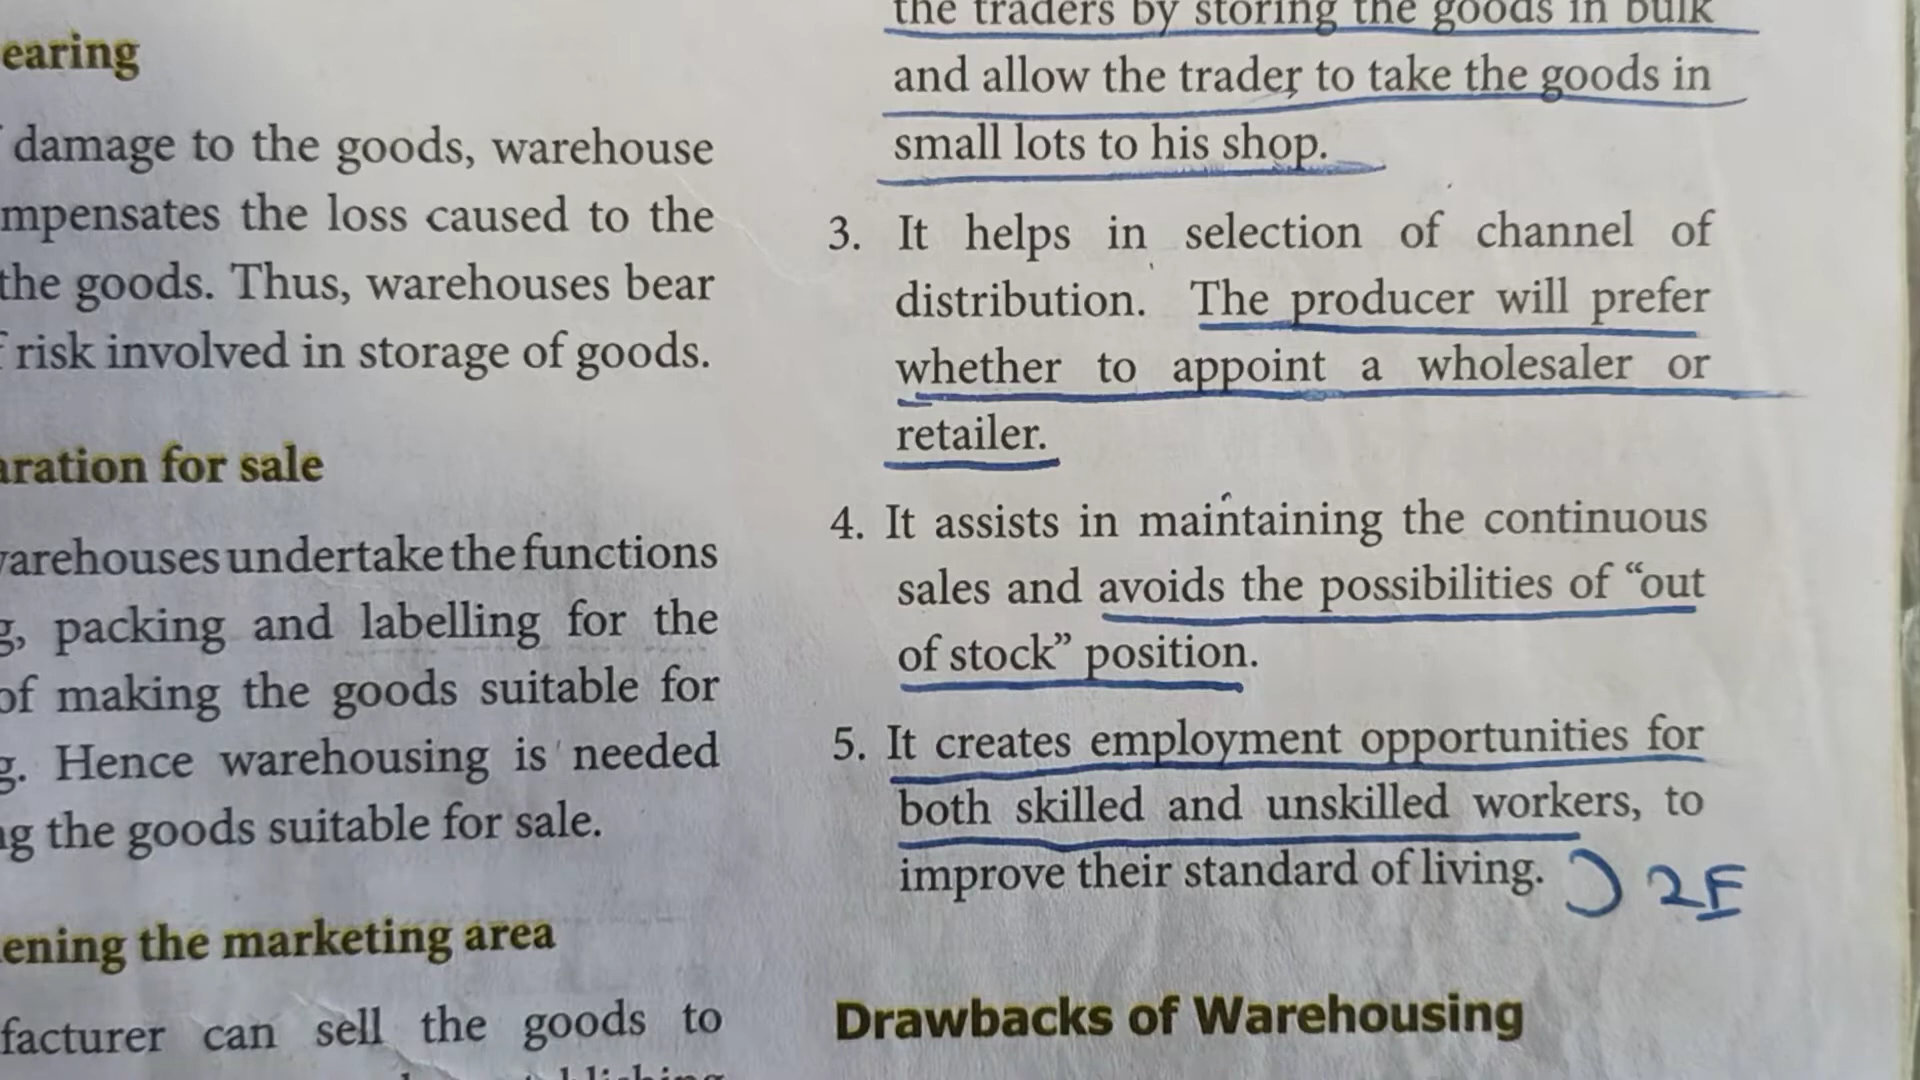 earing
damage to the goods, warehouse
mpensates the loss caused to the
the goods. Thus, warehouses bear
risk involved in storage of goods.
aration for sale
arehouses undertake the functions
g, packing and labelling for the
of making the goods suitable for
g. Hence warehousing is needed
ng the goods suitable for sale.
ening the marketing area
facturer can sell the goods to
the traders by storing the goods in bulk
and allow the trader to take the goods in
small lots to his shop.
3. It helps in selection of channel of
distribution. The producer will prefer
whether to appoint a wholesaler or
retailer.
4. It assists in maintaining the continuous
sales and avoids the possibilities of “out
of stock” position.
5. It creates employment opportunities for
both skilled and unskilled workers, to
improve their standard of living.
2E
Drawbacks of Warehousing